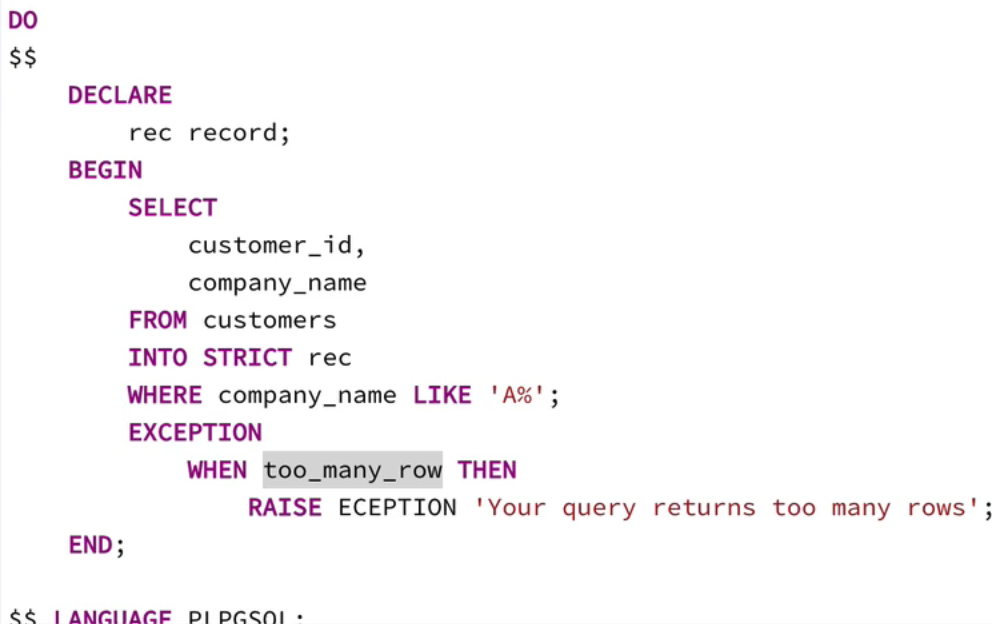 DO
$$
DECLARE
rec record;
BEGIN
SELECT
customer_id,
company_name
FROM customers
INTO STRICT rec
WHERE company_name LIKE 'A%';
EXCEPTION
WHEN too_many_row THEN
RAISE ECEPTION 'Your query returns too many rows';
END;
$$ LANGUAGE PLPGSQL;